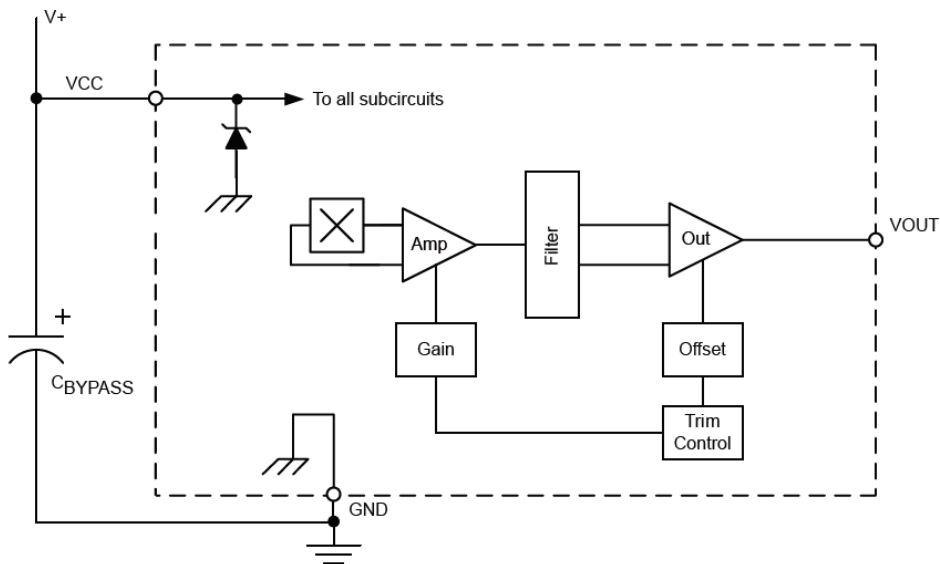 V+
VCC
To all subcircuits
VOUT
Amp
Filter
Out
+
Gain
Offset
CBYPASS
Trim
Control
GND